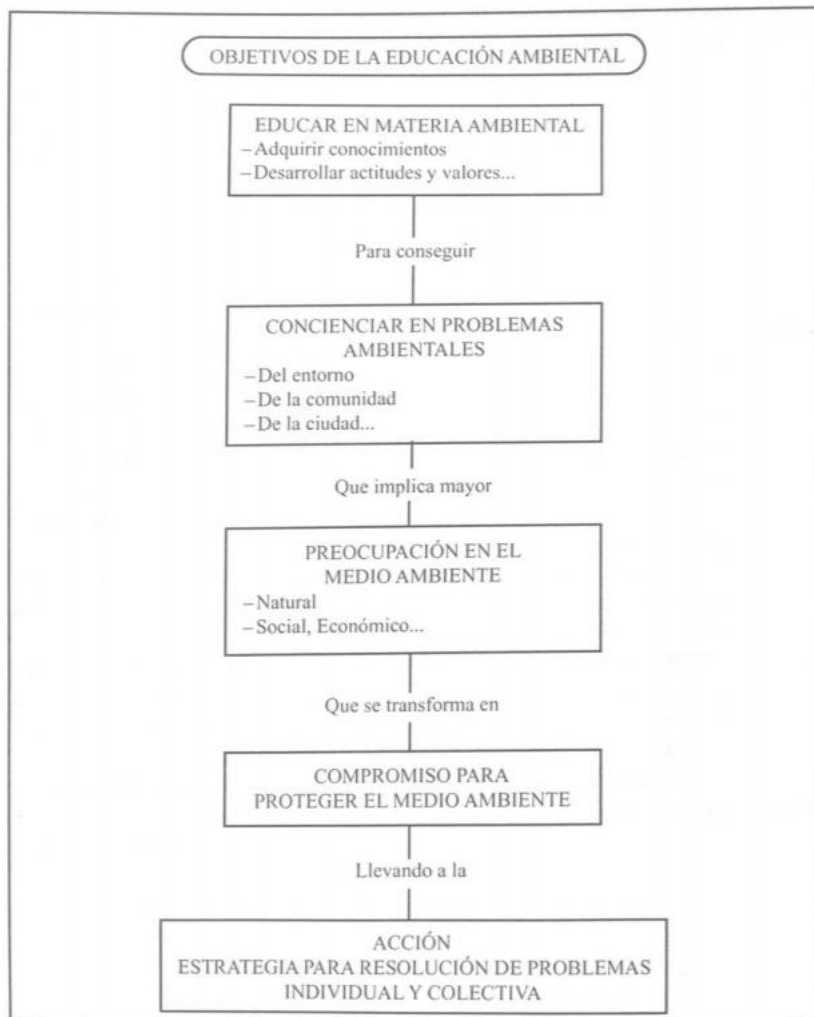 OBJETIVOS DE LA EDUCACIÓN AMBIENTAL
EDUCAR EN MATERIA AMBIENTAL
–Adquirir conocimientos
–Desarrollar actitudes y valores...
Para conseguir
CONCIENCIAR EN PROBLEMAS
AMBIENTALES
–Del entorno
–De la comunidad
–De la ciudad...
Que implica mayor
PREOCUPACIÓN EN EL
MEDIO AMBIENTE
–Natural
–Social, Económico...
Que se transforma en
COMPROMISO PARA
PROTEGER EL MEDIO AMBIENTE
Llevando a la
ACCIÓN
ESTRATEGIA PARA RESOLUCIÓN DE PROBLEMAS
INDIVIDUAL Y COLECTIVA